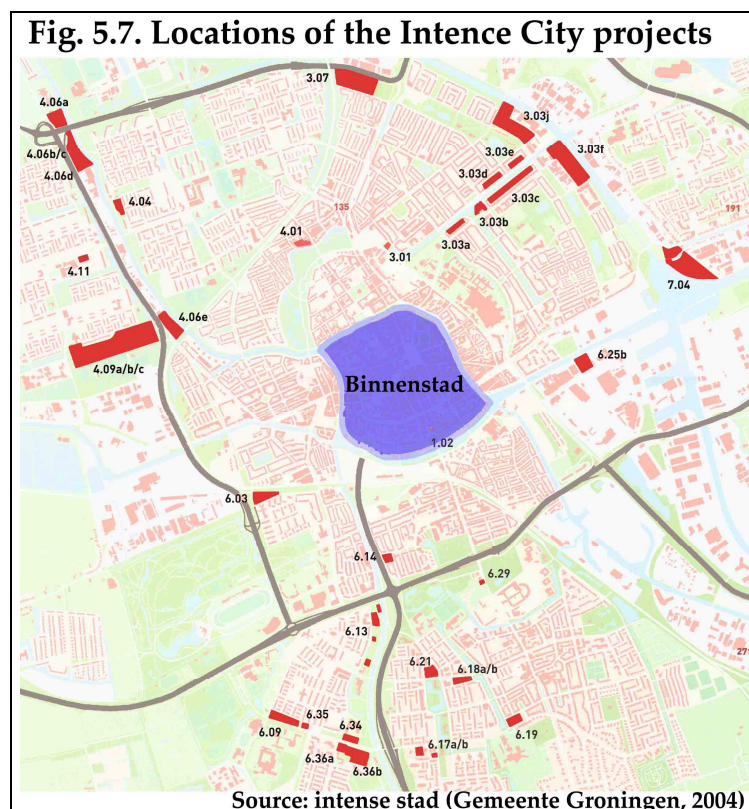 Fig. 5.7. Locations of the Intence City projects
3.07
4.06a
3.03j
4.06b/c
3.03e
3.03f
4.06d
3.03d
4.04
3.03c
135
191
3.03b
4.01
3.03a
3.01
4.11
7.04
4.06e
6.25b
4.09a/b/c
Binnenstad
1.02
6.03
6.14
6.29
6.13
271
6.21
6.18a/b
6.35
6.34
6.09
6.19
6.17a/b
6.36a
6.36b
Source: intense stad (Gemeente Groningen, 2004)